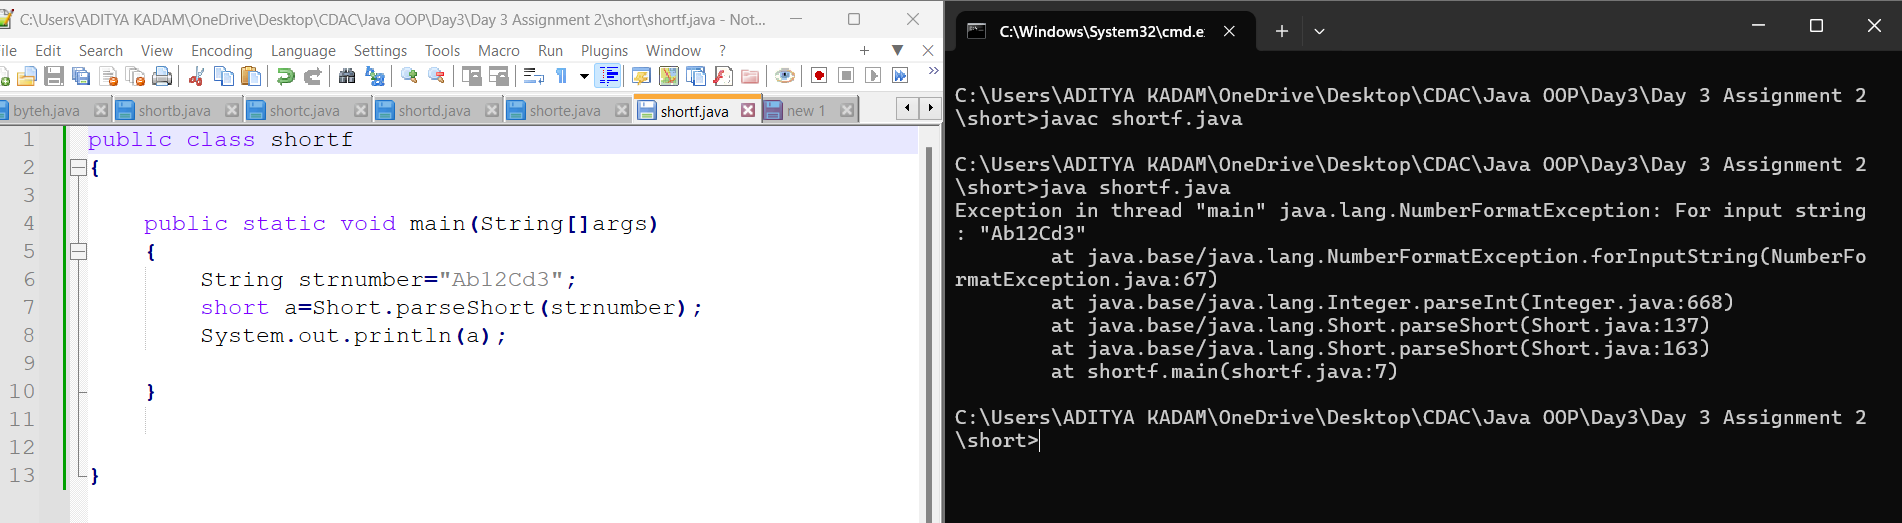 C:\Users\ADITYA KADAM\OneDrive\Desktop\CDAC\Java OOP\Day3\Day 3 Assignment 2\short\shortf.java - Not...
ile Edit Search View Encoding Language Settings Tools Macro Run Plugins Window ?
byteh.java shortb.java shortc.java shortd.java shorte.java shortf.java new 1
1 public class shortf
2 {
3
4 public static void main(String[]args)
5 {
6 String strnumber="Ab12Cd3";
7 short a=Short.parseShort(strnumber);
8 System.out.println(a);
9
10 }
11
12
13 }
C:\Windows\System32\cmd.e
C:\Users\ADITYA KADAM\OneDrive\Desktop\CDAC\Java OOP\Day3\Day 3 Assignment 2
\short>javac shortf.java
C:\Users\ADITYA KADAM\OneDrive\Desktop\CDAC\Java OOP\Day3\Day 3 Assignment 2
\short>java shortf.java
Exception in thread "main" java.lang.NumberFormatException: For input string
: "Ab12Cd3"
at java.base/java.lang.NumberFormatException.forInputString(NumberFo
rmatException.java:67)
at java.base/java.lang.Integer.parseInt(Integer.java:668)
at java.base/java.lang.Short.parseShort(Short.java:137)
at java.base/java.lang.Short.parseShort(Short.java:163)
at shortf.main(shortf.java:7)
C:\Users\ADITYA KADAM\OneDrive\Desktop\CDAC\Java OOP\Day3\Day 3 Assignment 2
\short>